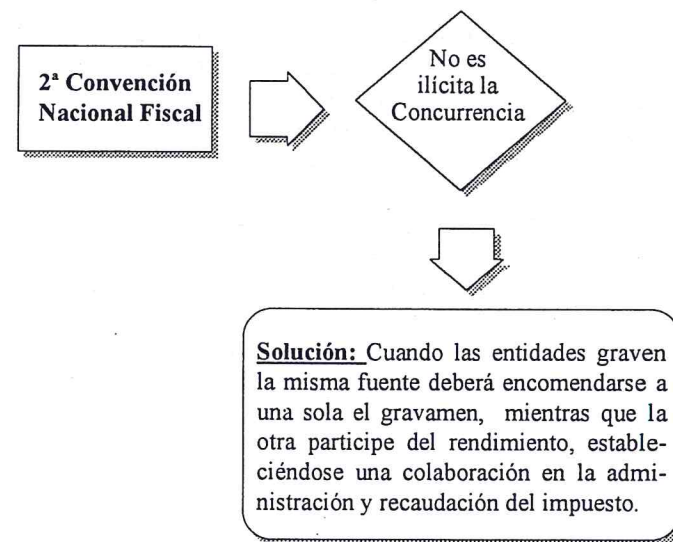 2ª Convención
Nacional Fiscal
No es
ilícita la
Concurrencia
Solución: Cuando las entidades graven
la misma fuente deberá encomendarse a
una sola el gravamen, mientras que la
otra participe del rendimiento, estable-
ciéndose una colaboración en la admi-
nistración y recaudación del impuesto.